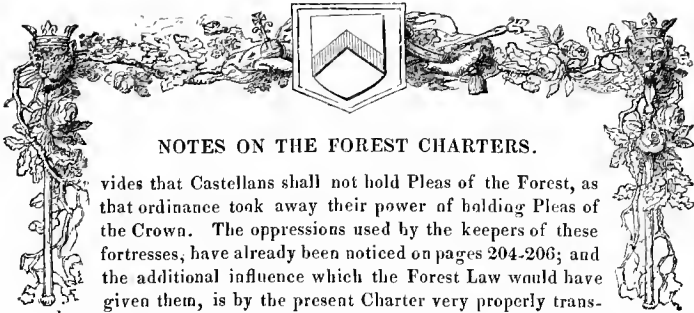 NOTES ON THE FOREST CHARTERS.
vides that Castellans shall not hold Pleas of the Forest, as
that ordinance took away their power of holding Pleas of
the Crown. The oppressions used by the keepers of these
fortresses, have already been noticed on pages 204-206; and
the additional influence which the Forest Law would have
given them, is by the present Charter very properly trans-